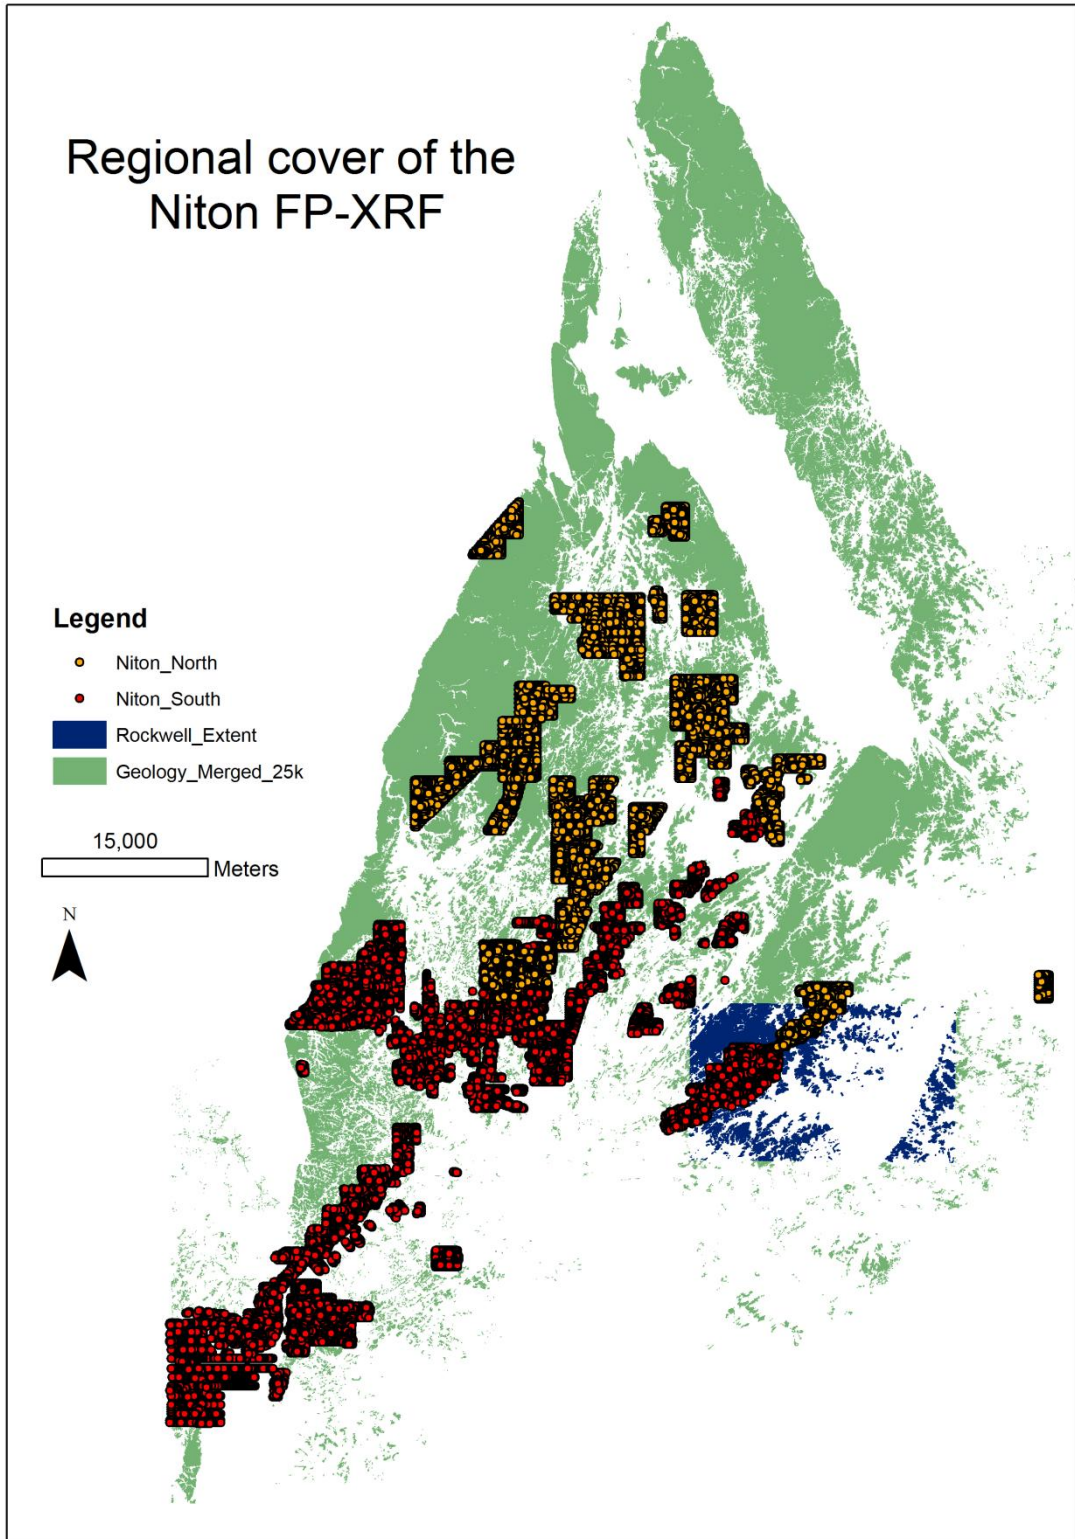 Regional cover of the
Niton FP-XRF
Legend
Niton_North
Niton_South
Rockwell_Extent
Geology_Merged_25k
15,000
Meters
N